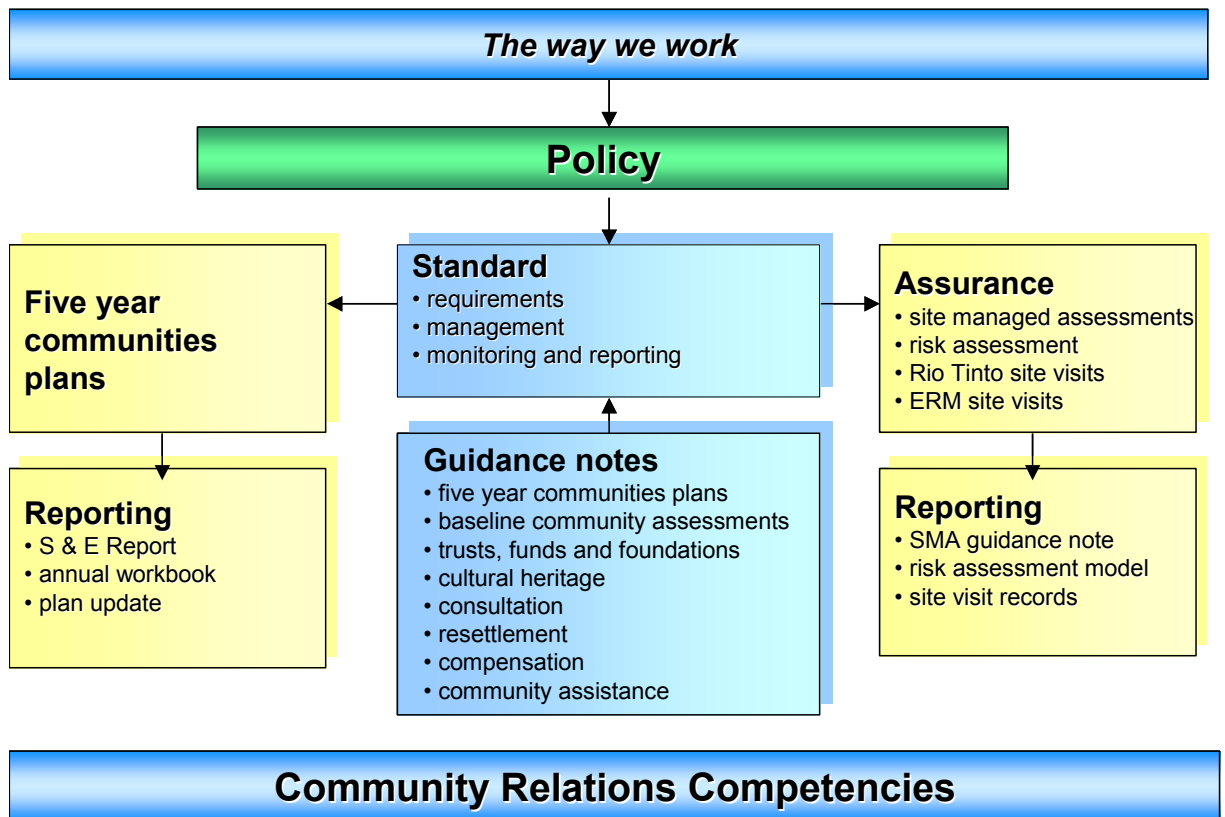 The way we work
Policy
Five year
communities
plans
Standard
• requirements
• management
• monitoring and reporting
Assurance
• site managed assessments
• risk assessment
• Rio Tinto site visits
• ERM site visits
Reporting
• S & E Report
• annual workbook
• plan update
Guidance notes
• five year communities plans
• baseline community assessments
• trusts, funds and foundations
• cultural heritage
• consultation
• resettlement
• compensation
• community assistance
Reporting
• SMA guidance note
• risk assessment model
• site visit records
Community Relations Competencies